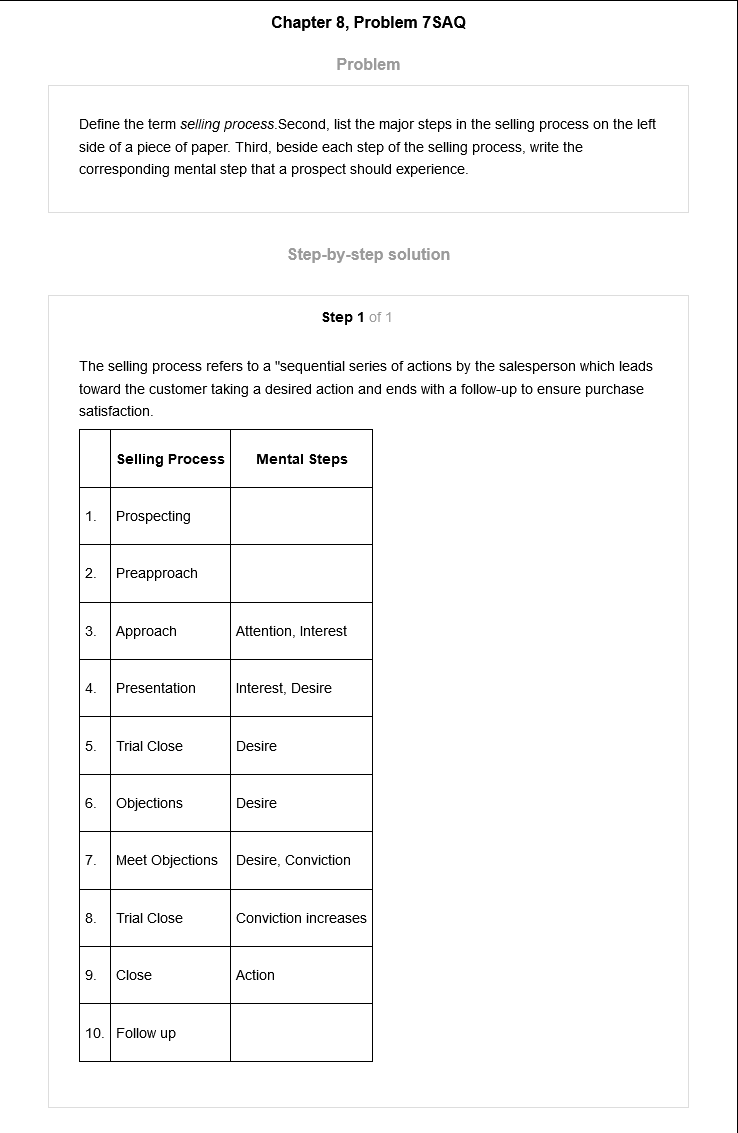 Chapter 8, Problem 7SAQ
Problem
Define the term selling process.Second, list the major steps in the selling process on the left
side of a piece of paper. Third, beside each step of the selling process, write the
corresponding mental step that a prospect should experience.
Step-by-step solution
Step 1 of 1
The selling process refers to a "sequential series of actions by the salesperson which leads
toward the customer taking a desired action and ends with a follow-up to ensure purchase
satisfaction.
Selling Process Mental Steps
1. Prospecting
2. Preapproach
3. Approach Attention, Interest
4. Presentation Interest, Desire
5. Trial Close Desire
6. Objections Desire
7. Meet Objections Desire, Conviction
8. Trial Close Conviction increases
9. Close Action
10. Follow up